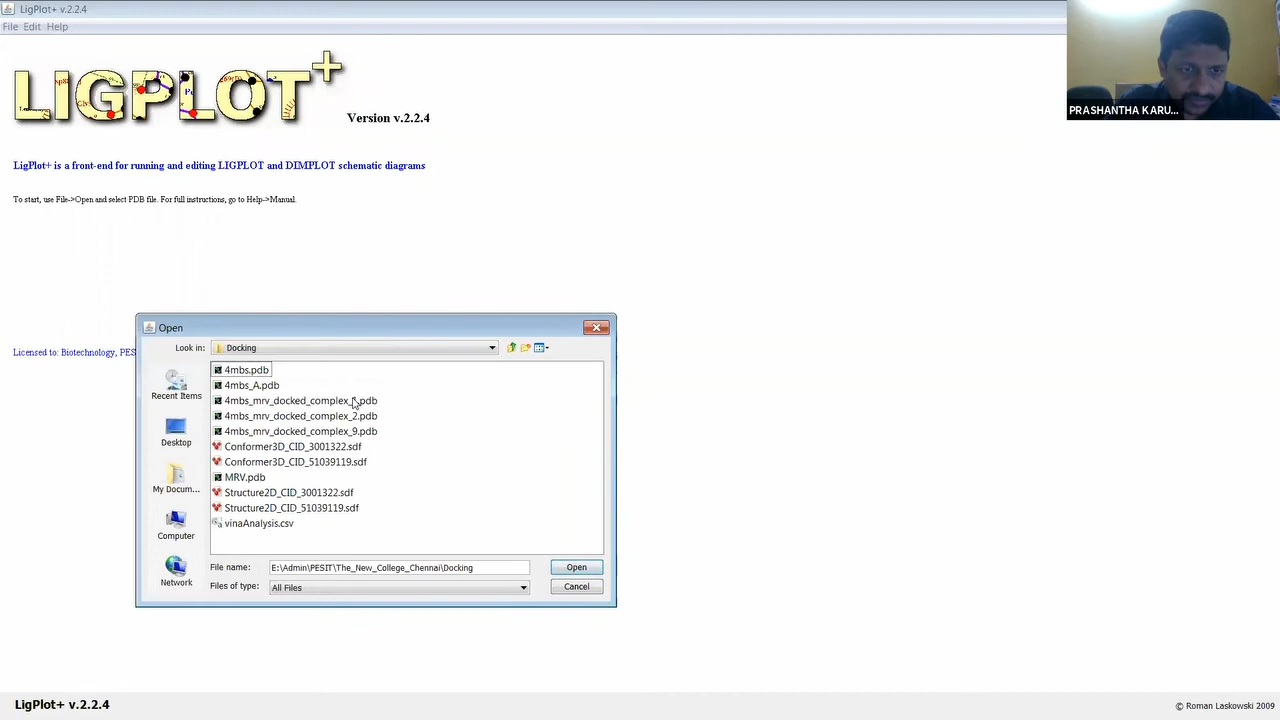 LigPlot+ v.2.2.4
File Edit Help
LIGPLOT+
Version v.2.2.4
PRASHANTHA KARU...
LigPlot+ is a front-end for running and editing LIGPLOT and DIMPLOT schematic diagrams
To start, use File->Open and select PDB file. For full instructions, go to Help->Manual.
Licensed to: Biotechnology, PES
Open
Look in: Docking
Recent Items
Desktop
My Docum...
Computer
Network
4mbs.pdb
4mbs_A.pdb
4mbs_mrv_docked_complex_ .pdb
4mbs_mrv_docked_complex_2.pdb
4mbs_mrv_docked_complex_9.pdb
Conformer3D_CID_3001322.sdf
Conformer3D_CID_51039119.sdf
MRV.pdb
Structure2D_CID_3001322.sdf
Structure2D_CID_51039119.sdf
vinaAnalysis.csv
File name: E:\Admin\PESIT\The_New_College_Chennai\Docking
Open
Files of type: All Files
Cancel
LigPlot+ v.2.2.4
© Roman Laskowski 2009